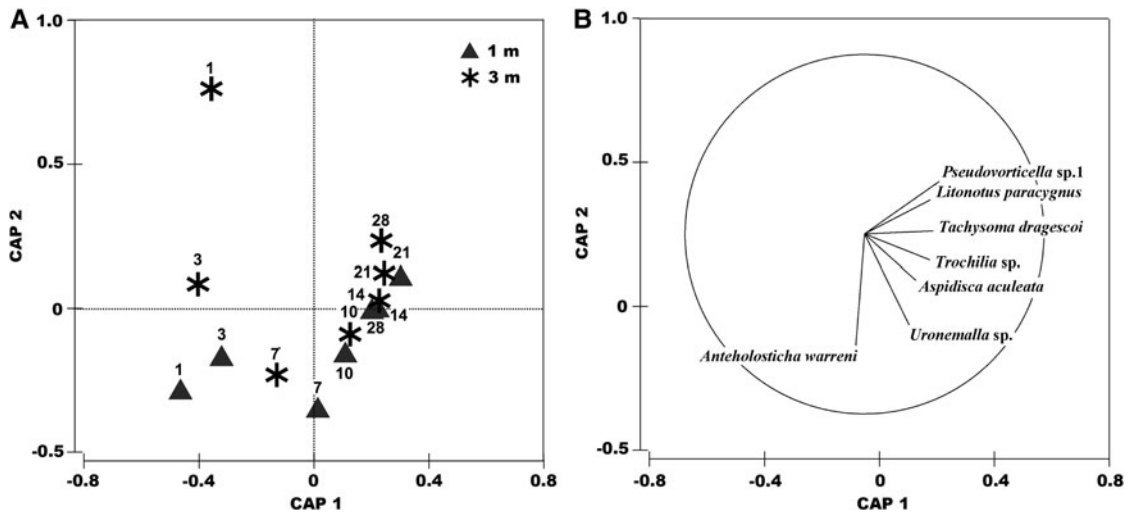 A
1.0
0.5
0
-0.5
CAP 2
-0.8
-0.4
0
0.4
0.8
CAP 1
1 m
3 m
1
3
28
21
21
14
10
28
14
3
7
1
10
7
B
1.0
0.5
0
-0.5
CAP 2
-0.8
-0.4
0
0.4
0.8
CAP 1
Pseudovorticella sp.1
Litonotus paracygnus
Tachysoma dragescoi
Trochilia sp.
Aspidisca aculeata
Uronemalla sp.
Anteholosticha warreni